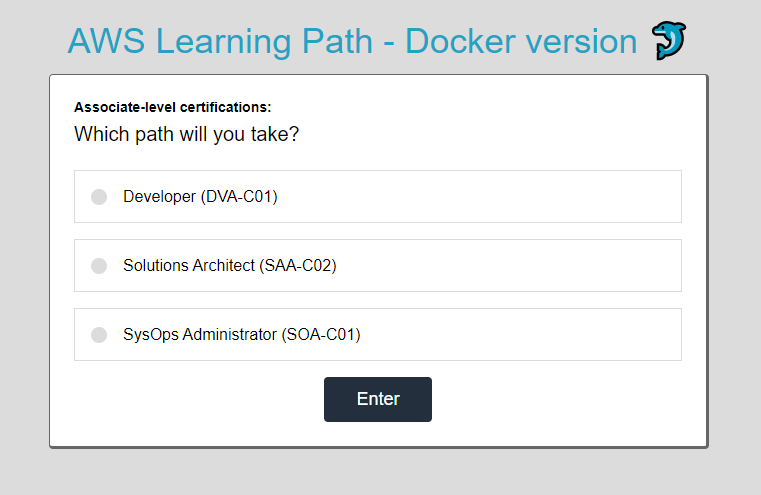 AWS Learning Path - Docker version
Associate-level certifications:
Which path will you take?
Developer (DVA-C01)
Solutions Architect (SAA-C02)
SysOps Administrator (SOA-C01)
Enter